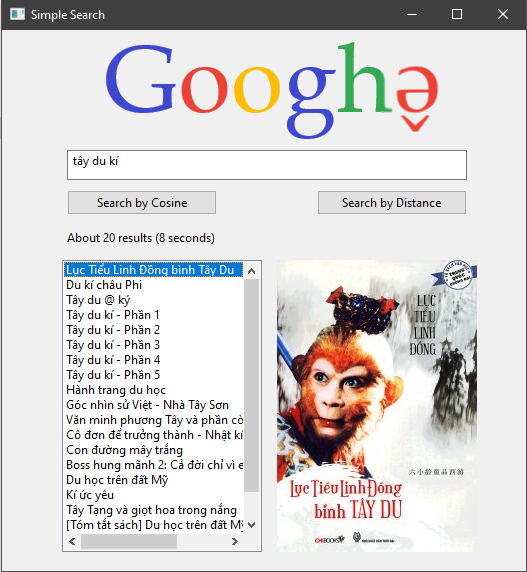 Simple Search
Googhə̬
tây du kí
Search by Cosine
Search by Distance
About 20 results (8 seconds)
Lục Tiểu Linh Đồng bình Tây Du
Du kí châu Phi
Tây du @ ký
Tây du kí - Phần 1
Tây du kí - Phần 2
Tây du kí - Phần 3
Tây du kí - Phần 4
Tây du kí - Phần 5
Hành trang du học
Góc nhìn sử Việt - Nhà Tây Sơn
Văn minh phương Tây và phần cò
Cô đơn để trưởng thành - Nhật kí
Con đường mây trắng
Boss hung mãnh 2: Cả đời chỉ vì e
Du học trên đất Mỹ
Kí ức yêu
Tây Tạng và giọt hoa trong nắng
[Tóm tắt sách] Du học trên đất Mỹ
TRUNG
QUỐC
LỤC
TIỂU
LINH
ĐỒNG
六小龄童品西游
Lục Tiểu Linh Đồng
bình TÂY DU
CHIBOOKS